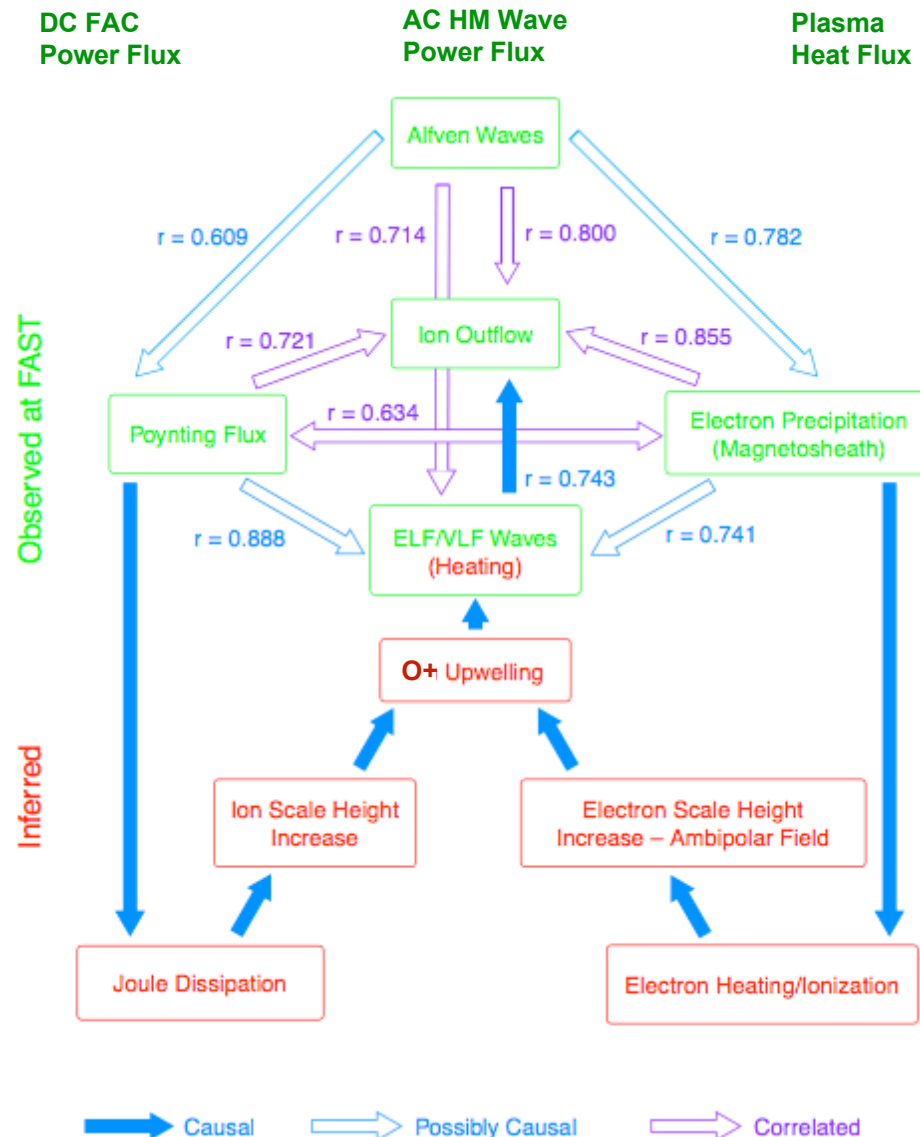 DC FAC
Power Flux
AC HM Wave
Power Flux
Plasma
Heat Flux
Alfven Waves
r = 0.609
r = 0.714
r = 0.800
r = 0.782
Ion Outflow
r = 0.721
r = 0.855
Observed at FAST
Poynting Flux
r = 0.634
Electron Precipitation
(Magnetosheath)
r = 0.743
r = 0.888
ELF/VLF Waves
(Heating)
r = 0.741
O+ Upwelling
Inferred
Ion Scale Height
Increase
Electron Scale Height
Increase – Ambipolar Field
Joule Dissipation
Electron Heating/Ionization
Causal
Possibly Causal
Correlated